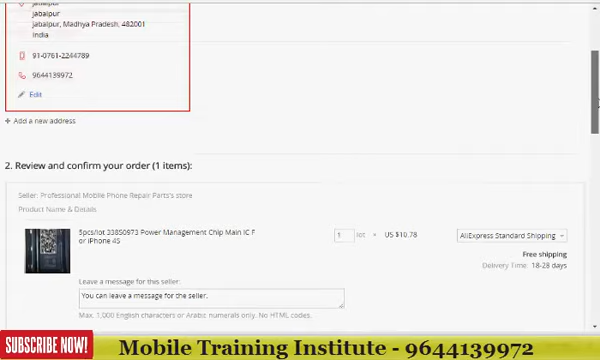 jabalpur
jabalpur, Madhya Pradesh, 482001
India
91-0761-2244789
9644139972
Edit
+ Add a new address
2. Review and confirm your order (1 items):
Seller: Professional Mobile Phone Repair Parts's store
Product Name & Details
5pcs/lot 338S0973 Power Management Chip Main IC F
or iPhone 4S
1 lot × US $10.78 AliExpress Standard Shipping
Free shipping
Delivery Time: 18-28 days
Leave a message for this seller:
You can leave a message for the seller.
Max. 1,000 English characters or Arabic numerals only. No HTML codes.
SUBSCRIBE NOW!
Mobile Training Institute - 9644139972